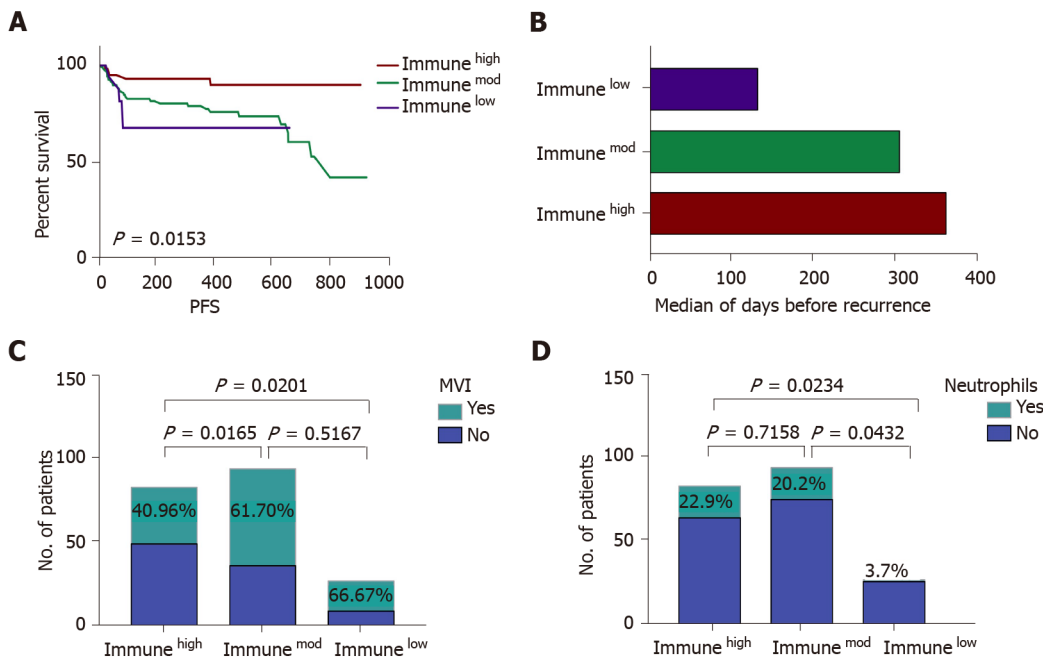 A
100
50
0
Percent survival
Immune high
Immune mod
Immune low
P = 0.0153
0 200 400 600 800 1000
PFS
B
Immune low
Immune mod
Immune high
0 100 200 300 400
Median of days before recurrence
C
150
100
50
0
No. of patients
P = 0.0201
P = 0.0165
P = 0.5167
MVI
Yes
No
40.96%
61.70%
66.67%
Immune high Immune mod Immune low
D
150
100
50
0
No. of patients
P = 0.0234
P = 0.7158
P = 0.0432
Neutrophils
Yes
No
22.9%
20.2%
3.7%
Immune high Immune mod Immune low